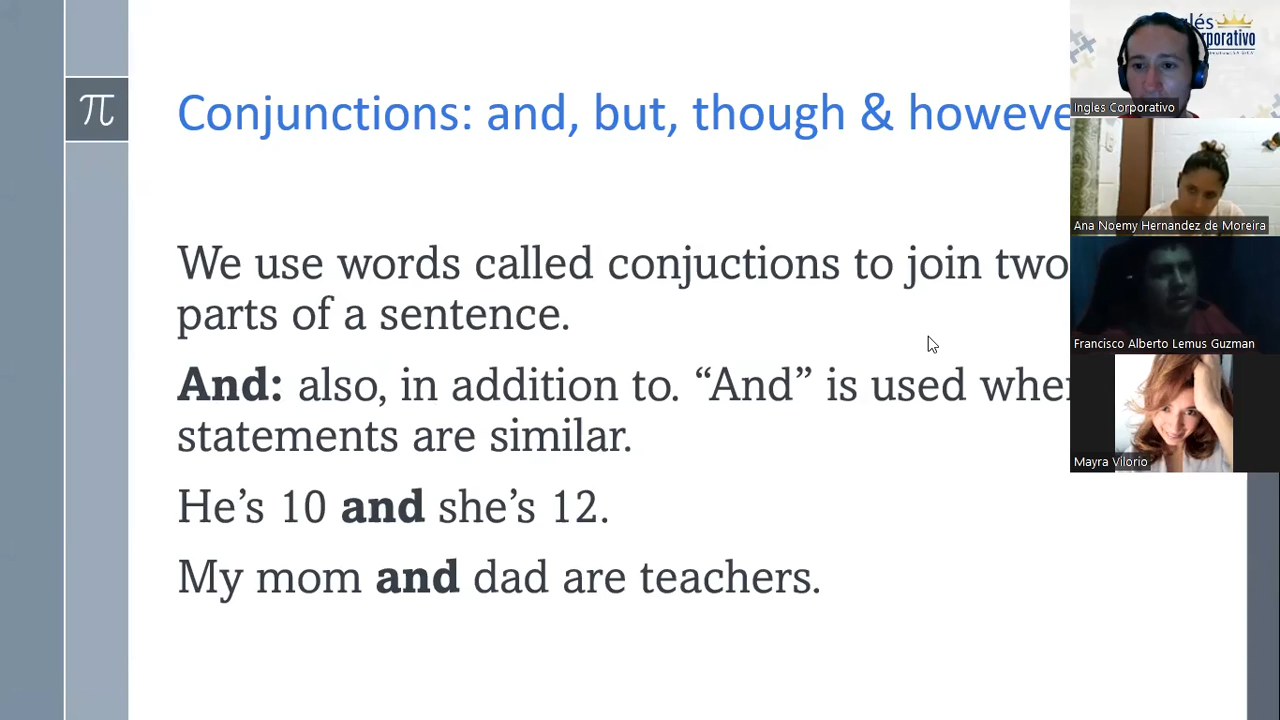 π
Conjunctions: and, but, though & howeve
We use words called conjuctions to join two
parts of a sentence.
And: also, in addition to. “And” is used when
statements are similar.
He’s 10 and she’s 12.
My mom and dad are teachers.
Ingles Corporativo
Ana Noemy Hernandez de Moreira
Francisco Alberto Lemus Guzman
Mayra Vilorio